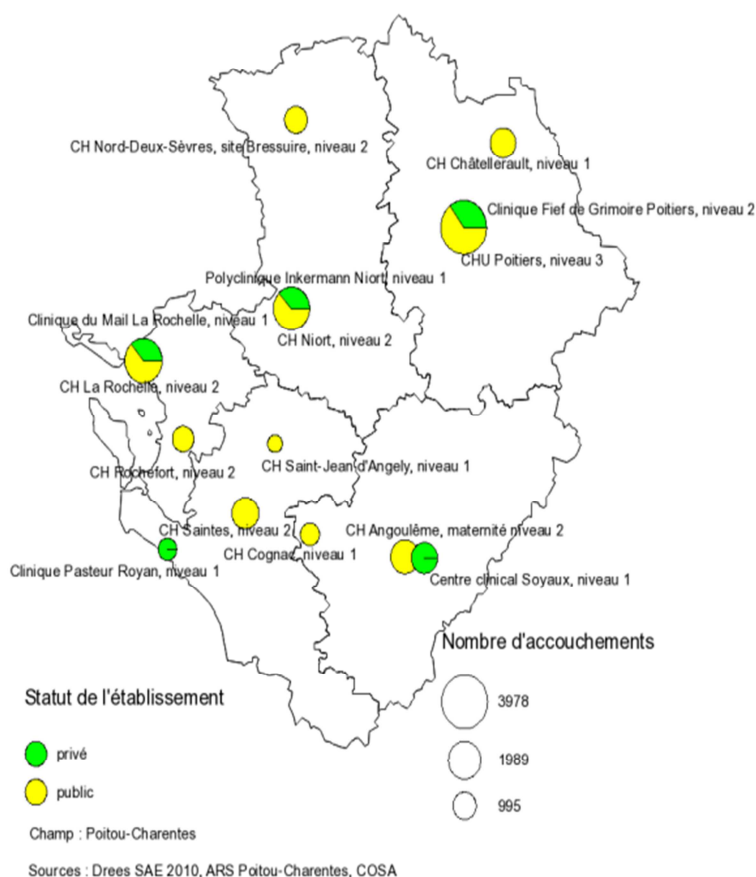 CH Nord-Deux-Sèvres, site Bressuire, niveau 2
CH Châtellerault, niveau 1
Clinique Fief de Grimoire Poitiers, niveau 2
CHU Poitiers, niveau 3
Polyclinique Inkermann Niort, niveau 1
Clinique du Mail La Rochelle, niveau 1
CH Niort, niveau 2
CH La Rochelle, niveau 2
CH Rochefort, niveau 2
CH Saint-Jean-d'Angely, niveau 1
CH Saintes, niveau 2
CH Angoulême, maternité niveau 2
CH Cognac, niveau 1
Clinique Pasteur Royan, niveau 1
Centre clinical Soyaux, niveau 1
Nombre d'accouchements
3978
1989
995
Statut de l'établissement
privé
public
Champ : Poitou-Charentes
Sources : Drees SAE 2010, ARS Poitou-Charentes, COSA